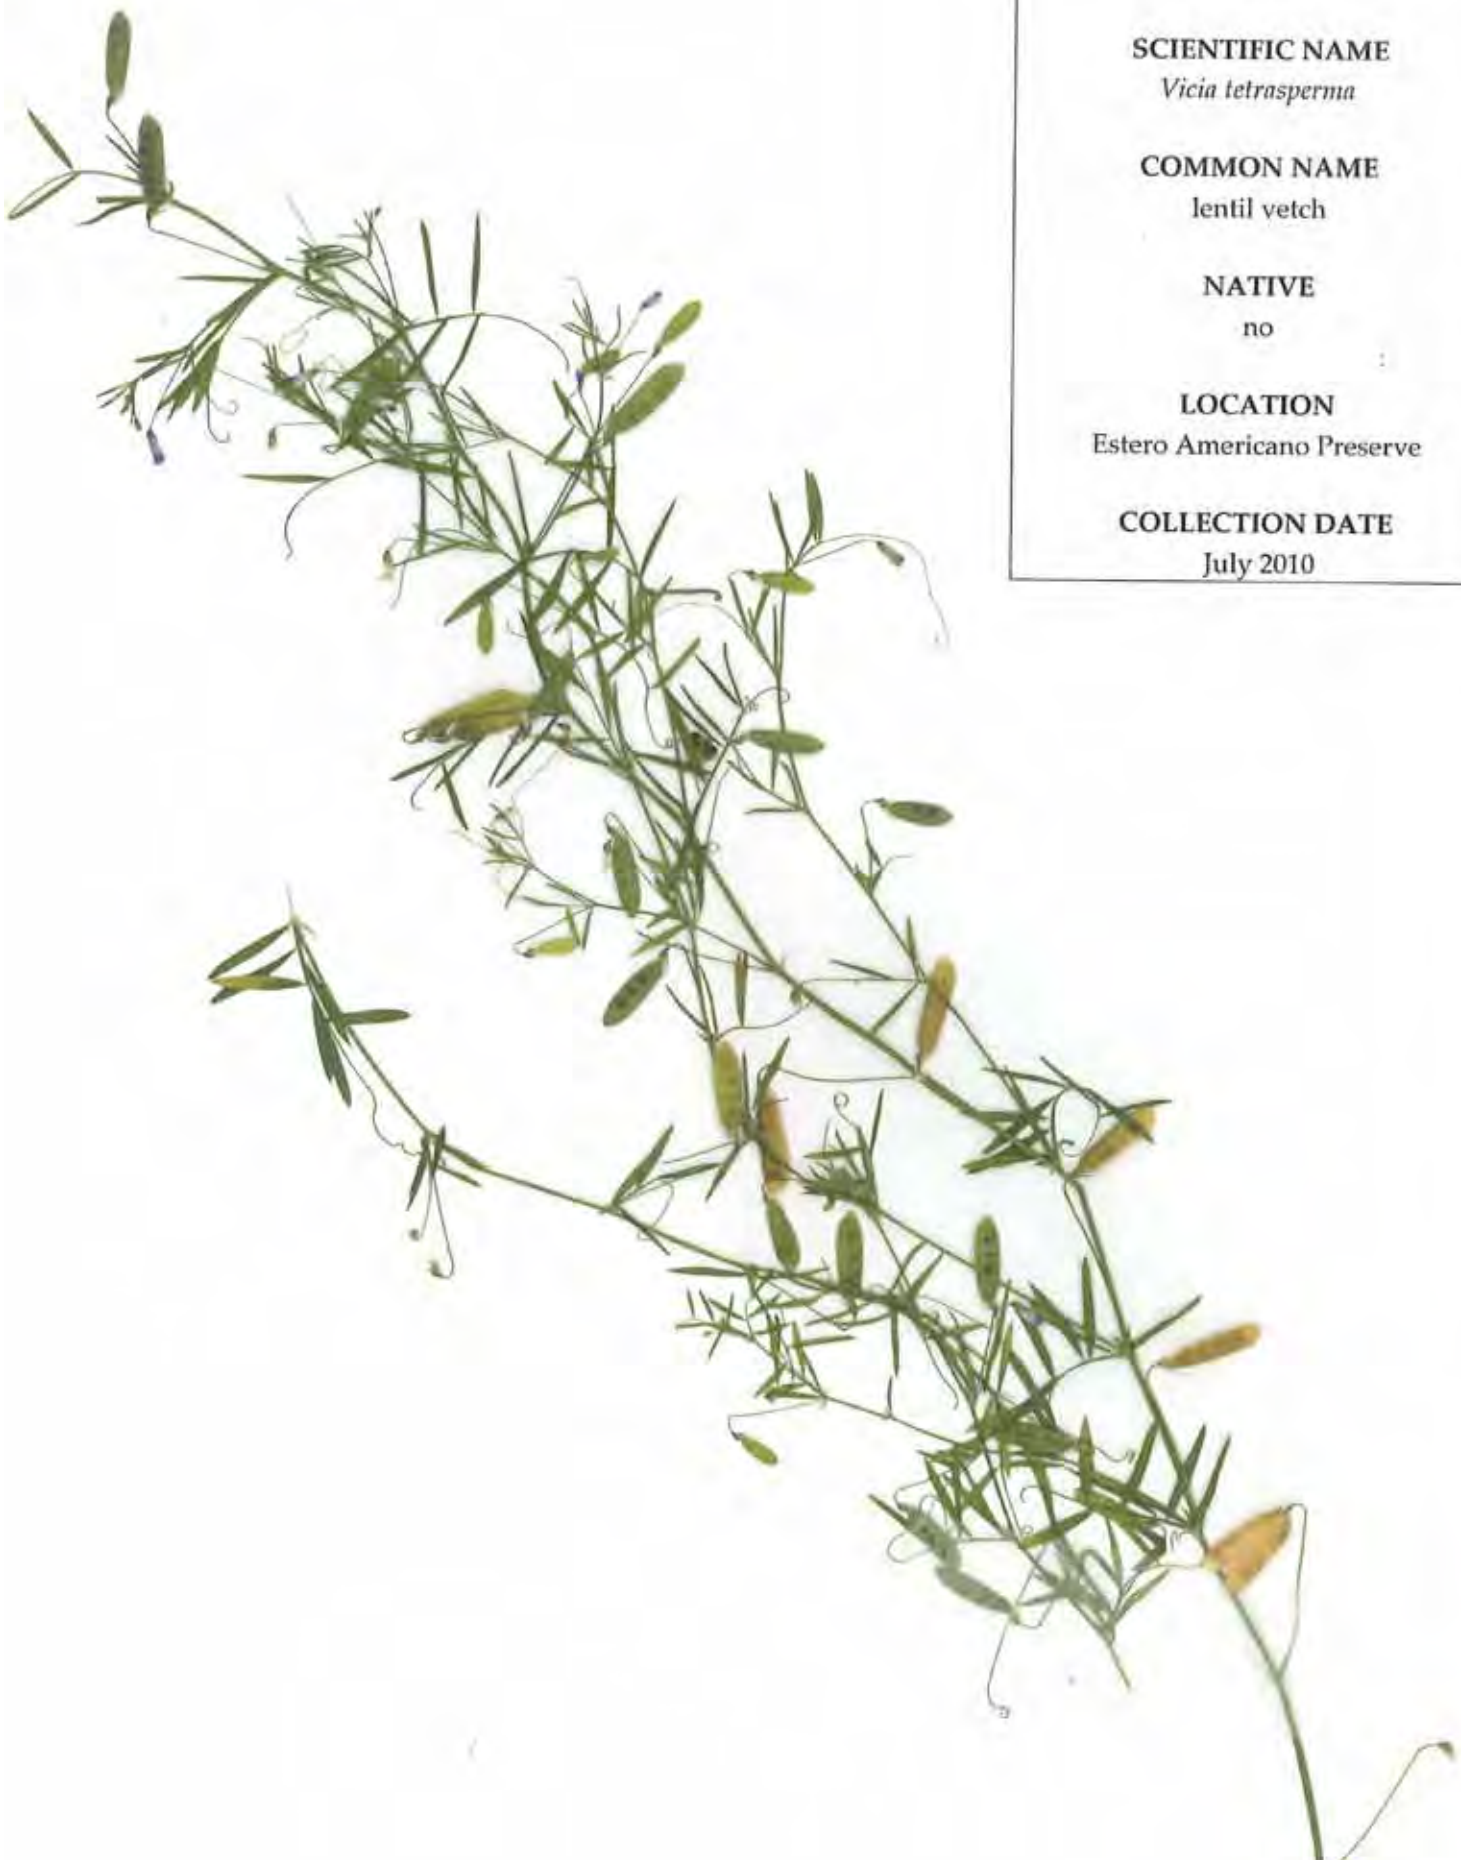 SCIENTIFIC NAME
Vicia tetrasperma
COMMON NAME
lentil vetch
NATIVE
no
LOCATION
Estero Americano Preserve
COLLECTION DATE
July 2010